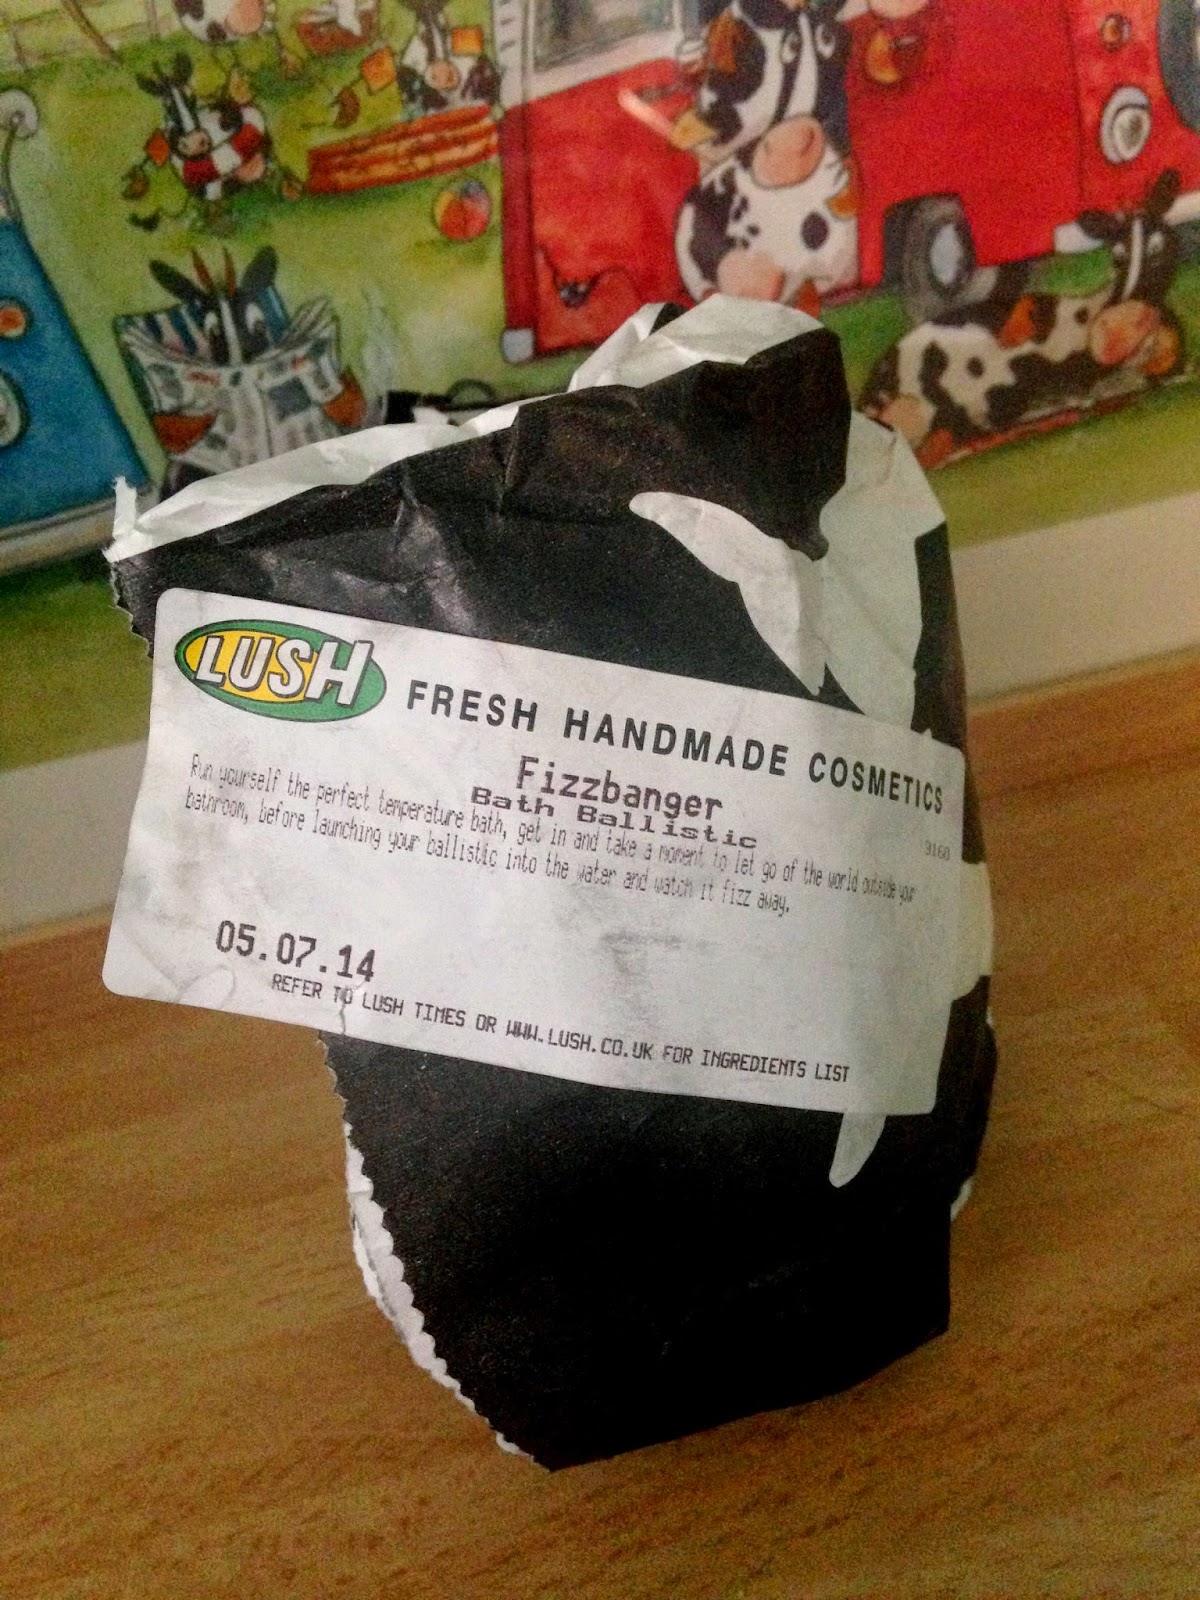 LUSH FRESH HANDMADE COSMETICS
Fizzbanger
Bath Ballistic
9160
Run yourself the perfect temperature bath, get in and take a moment to let go of the world outside your
bathroom, before launching your ballistic into the water and watch it fizz away.
05.07.14
REFER TO LUSH TIMES OR WWW.LUSH.CO.UK FOR INGREDIENTS LIST